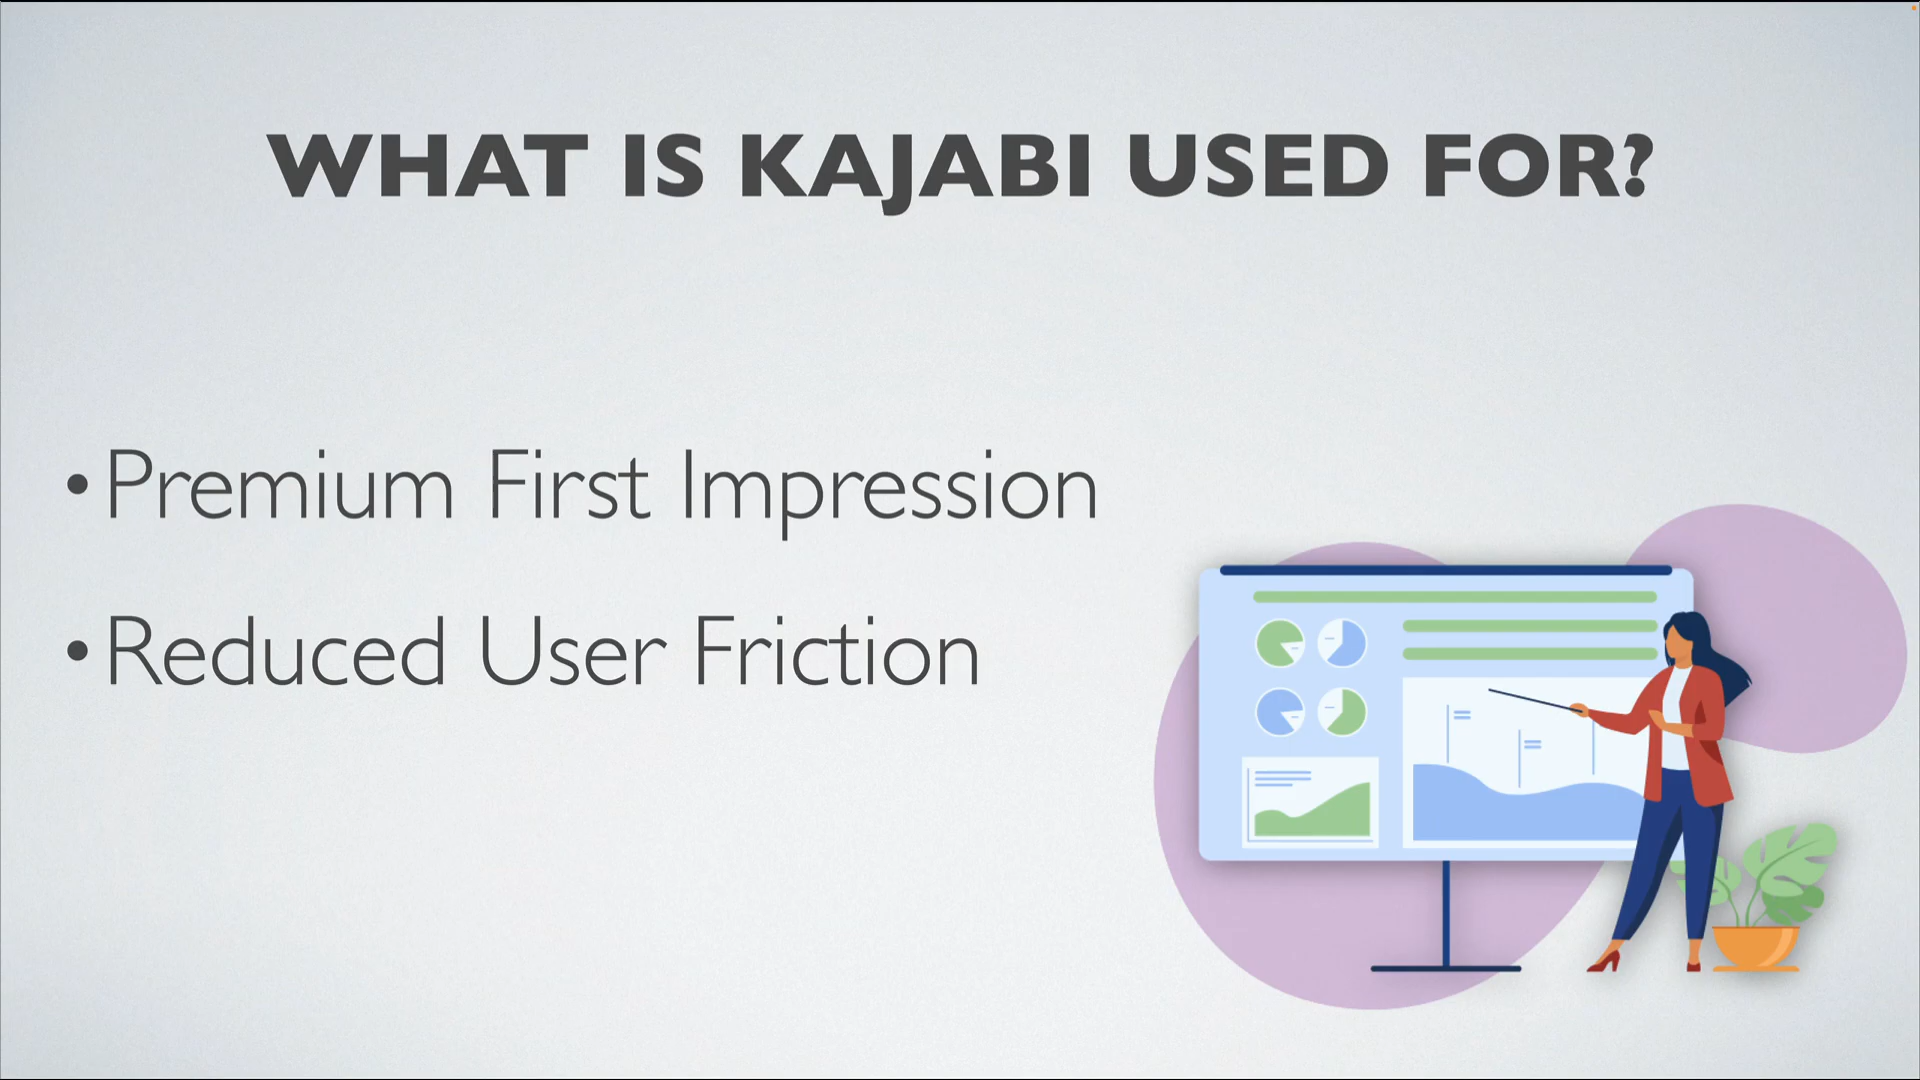 WHAT IS KAJABI USED FOR?
• Premium First Impression
• Reduced User Friction